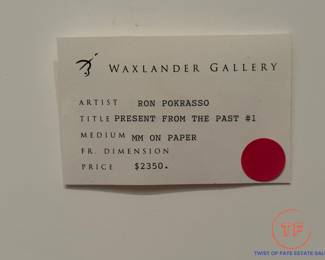 WAXLANDER GALLERY
ARTIST RON POKRASSO
TITLE PRESENT FROM THE PAST #1
MEDIUM MM ON PAPER
FR. DIMENSION
PRICE $2350.
TF
TWIST OF FATE ESTATE SAL